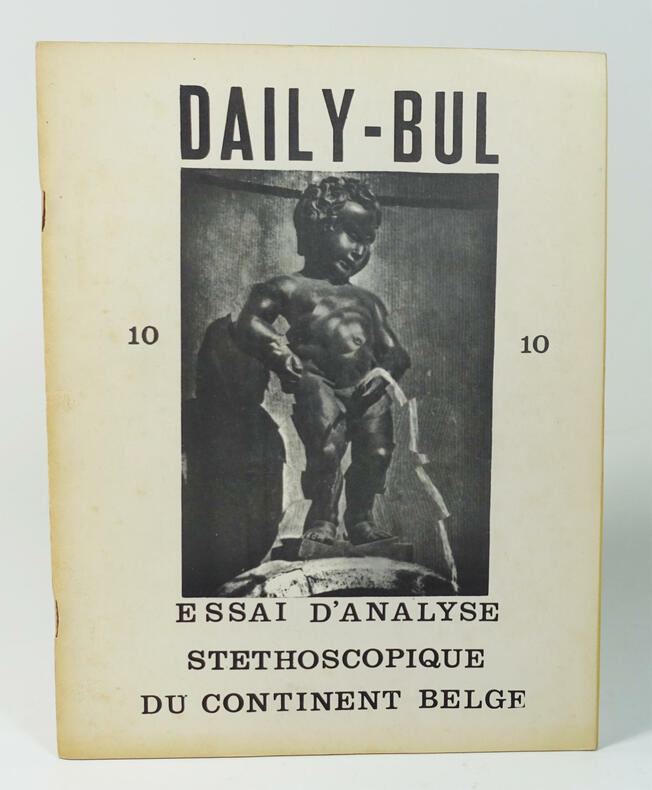 DAILY-BUL
10 10
ESSAI D'ANALYSE
STETHOSCOPIQUE
DU CONTINENT BELGE